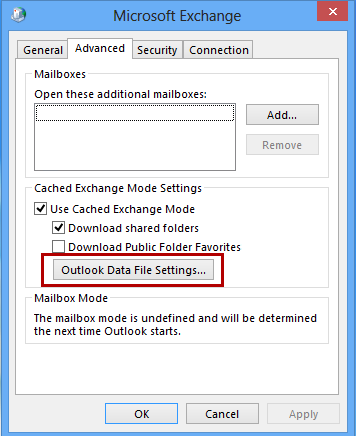 Microsoft Exchange
General Advanced Security Connection
Mailboxes
Open these additional mailboxes:
Add...
Remove
Cached Exchange Mode Settings
Use Cached Exchange Mode
Download shared folders
Download Public Folder Favorites
Outlook Data File Settings...
Mailbox Mode
The mailbox mode is undefined and will be determined
the next time Outlook starts.
OK Cancel Apply